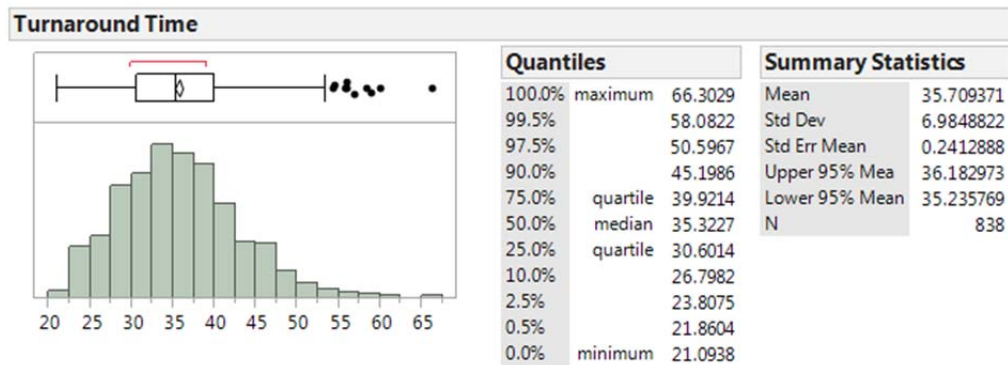 Turnaround Time
20 25 30 35 40 45 50 55 60 65
Quantiles
100.0% maximum 66.3029
99.5% 58.0822
97.5% 50.5967
90.0% 45.1986
75.0% quartile 39.9214
50.0% median 35.3227
25.0% quartile 30.6014
10.0% 26.7982
2.5% 23.8075
0.5% 21.8604
0.0% minimum 21.0938
Summary Statistics
Mean 35.709371
Std Dev 6.9848822
Std Err Mean 0.2412888
Upper 95% Mea 36.182973
Lower 95% Mean 35.235769
N 838